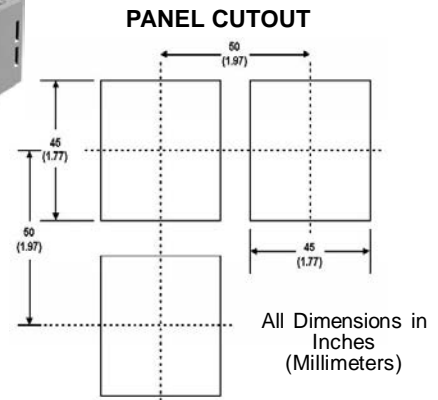 PANEL CUTOUT
50
(1.97)
45
(1.77)
50
(1.97)
45
(1.77)
All Dimensions in
Inches
(Millimeters)